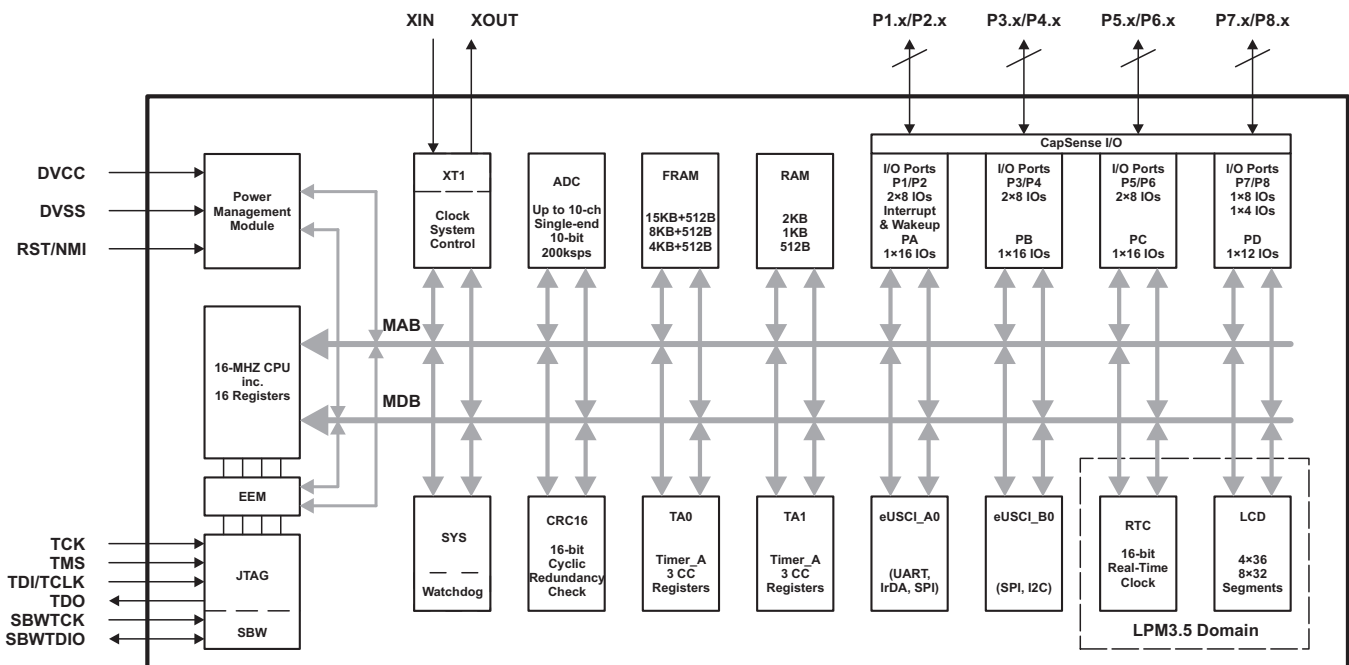 XIN
XOUT
P1.x/P2.x
P3.x/P4.x
P5.x/P6.x
P7.x/P8.x
DVCC
DVSS
RST/NMI
Power
Management
Module
XT1
Clock
System
Control
ADC
Up to 10-ch
Single-end
10-bit
200ksps
FRAM
15KB+512B
8KB+512B
4KB+512B
RAM
2KB
1KB
512B
CapSense I/O
I/O Ports
P1/P2
2×8 IOs
Interrupt
& Wakeup
PA
1×16 IOs
I/O Ports
P3/P4
2×8 IOs
PB
1×16 IOs
I/O Ports
P5/P6
2×8 IOs
PC
1×16 IOs
I/O Ports
P7/P8
1×8 IOs
1×4 IOs
PD
1×12 IOs
MAB
16-MHZ CPU
inc.
16 Registers
MDB
EEM
TCK
TMS
TDI/TCLK
TDO
SBWTCK
SBWTDIO
JTAG
SBW
SYS
Watchdog
CRC16
16-bit
Cyclic
Redundancy
Check
TA0
Timer_A
3 CC
Registers
TA1
Timer_A
3 CC
Registers
eUSCI_A0
(UART,
IrDA, SPI)
eUSCI_B0
(SPI, I2C)
RTC
16-bit
Real-Time
Clock
LCD
4×36
8×32
Segments
LPM3.5 Domain